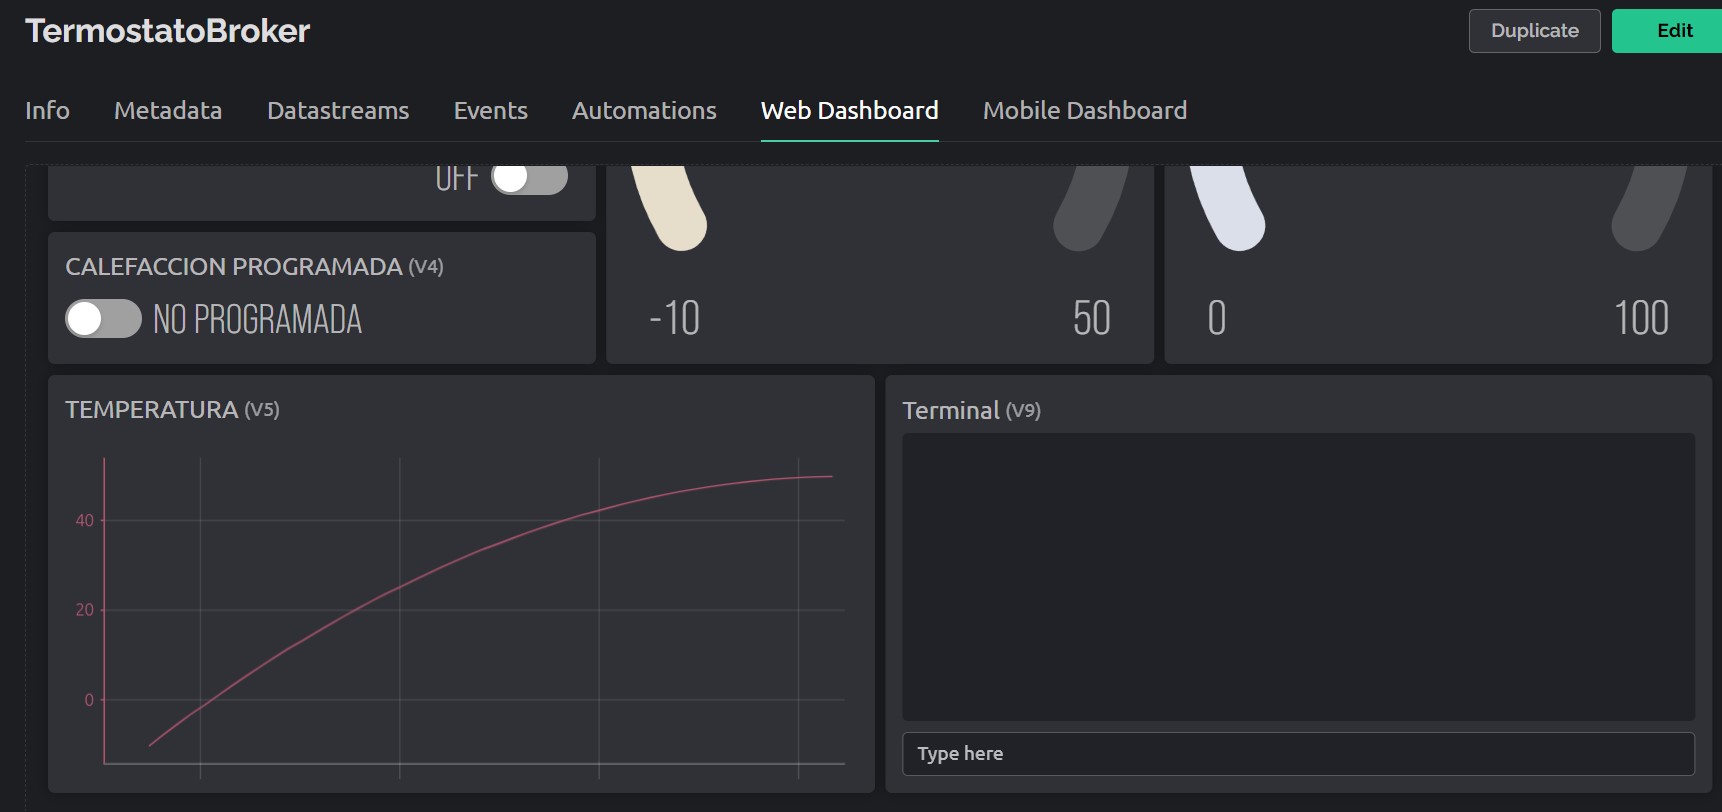 TermostatoBroker
Duplicate
Edit
Info Metadata Datastreams Events Automations Web Dashboard Mobile Dashboard
OFF
CALEFACCION PROGRAMADA (V4)
NO PROGRAMADA
-10 50
0 100
TEMPERATURA (V5)
40
20
0
Terminal (V9)
Type here